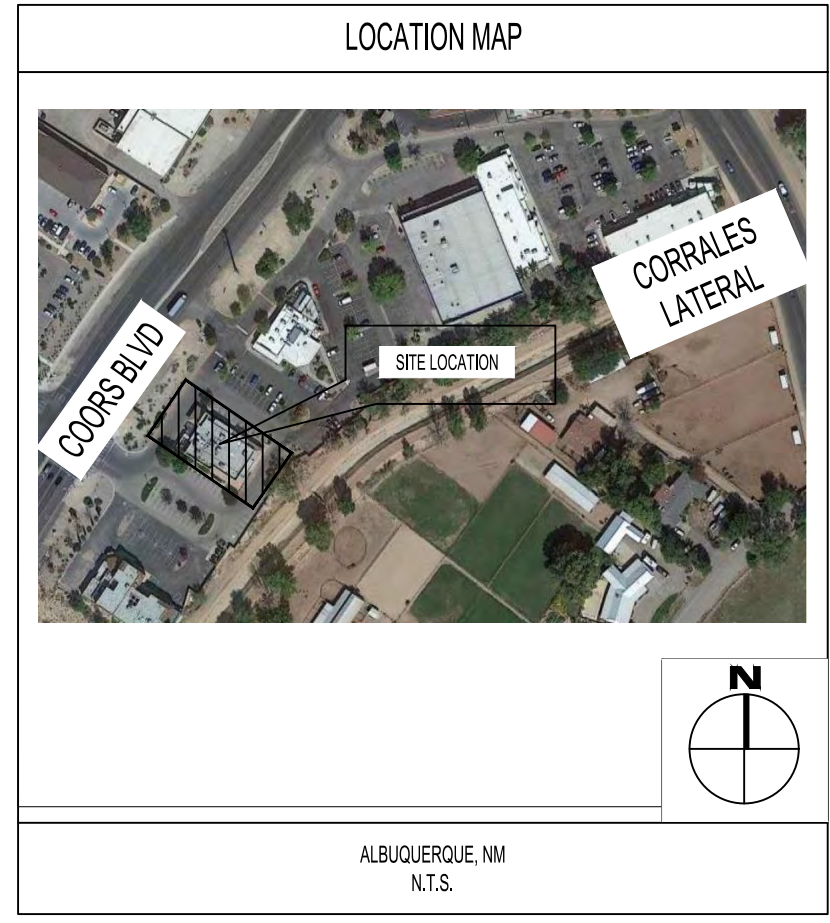 LOCATION MAP
COORS BLVD
SITE LOCATION
CORRALES
LATERAL
N
ALBUQUERQUE, NM
N.T.S.